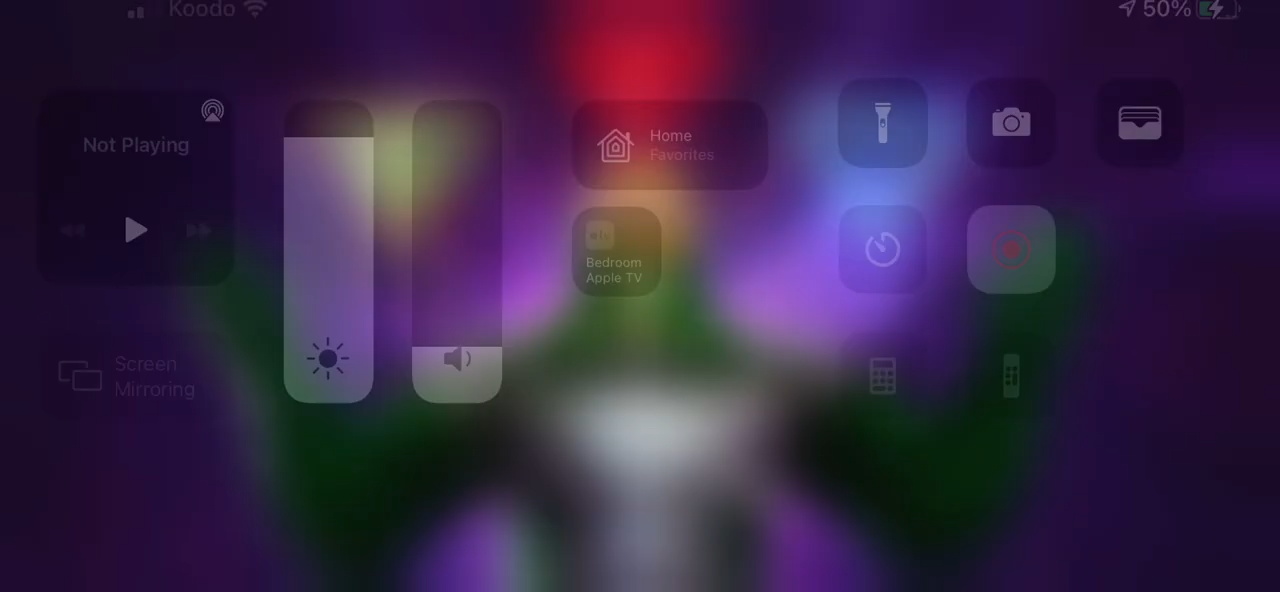 Koodo
50%
Not Playing
Home
Favorites
Bedroom
Apple TV
Screen
Mirroring